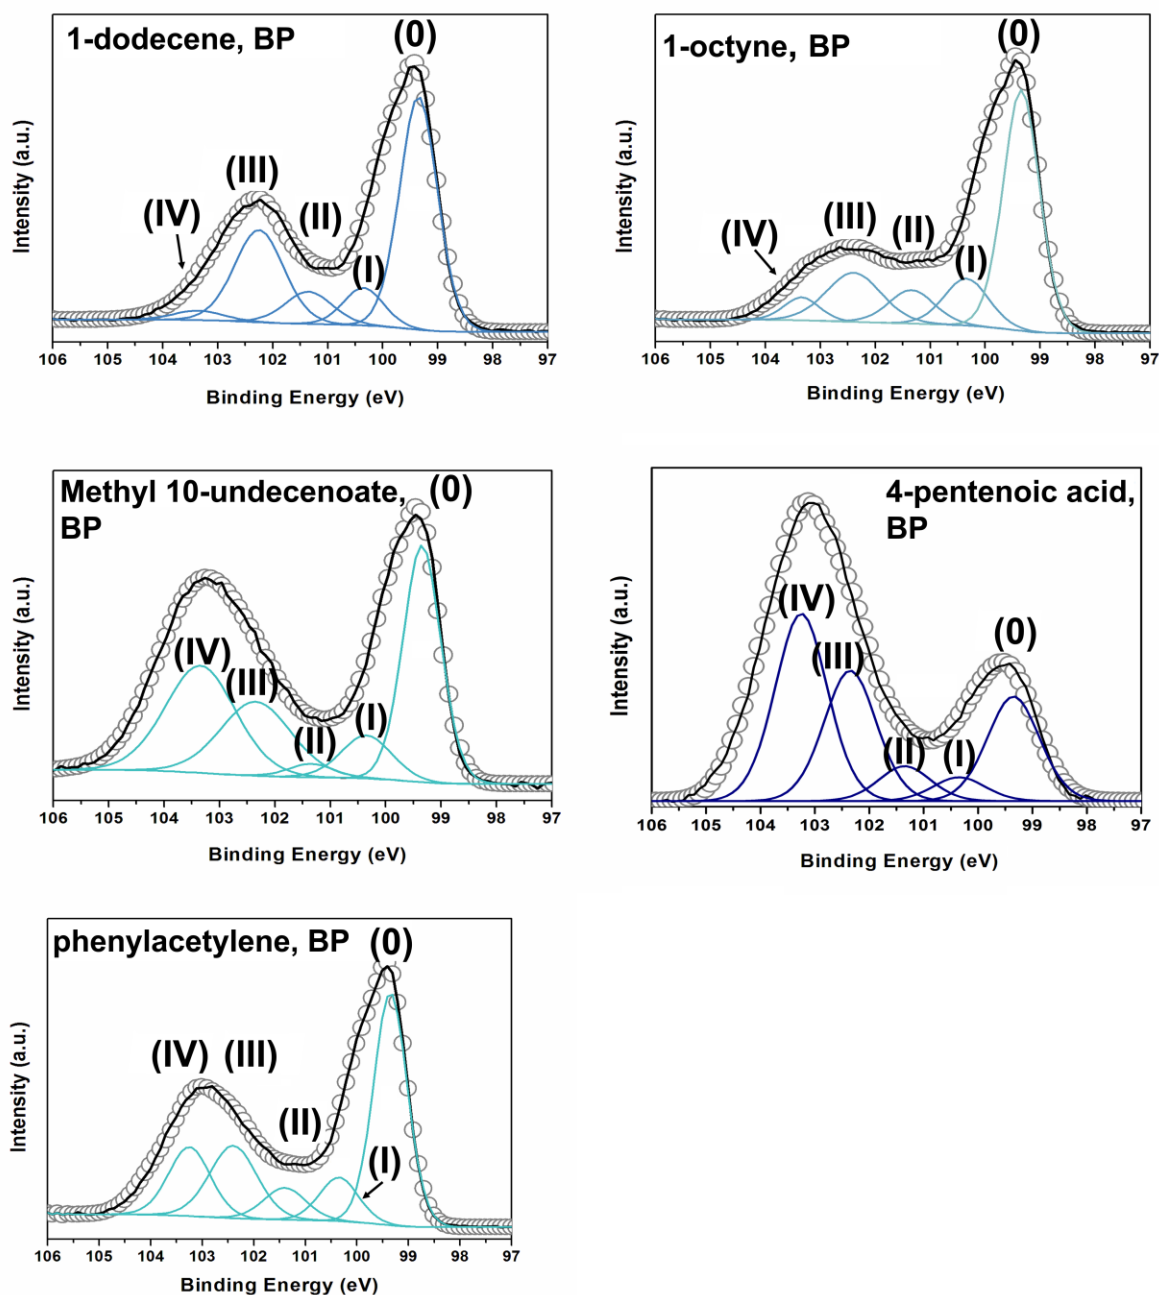 1-dodecene, BP
(0)
(III)
(IV)
(II)
(I)
Intensity (a.u.)
106 105 104 103 102 101 100 99 98 97
Binding Energy (eV)
1-octyne, BP
(0)
(III)
(II)
(IV)
(I)
Intensity (a.u.)
106 105 104 103 102 101 100 99 98 97
Binding Energy (eV)
Methyl 10-undecenoate,
BP
(0)
(IV)
(III)
(I)
(II)
Intensity (a.u.)
106 105 104 103 102 101 100 99 98 97
Binding Energy (eV)
4-pentenoic acid,
BP
(IV)
(0)
(III)
(II)
(I)
Intensity (a.u.)
106 105 104 103 102 101 100 99 98 97
Binding Energy (eV)
phenylacetylene, BP
(0)
(IV)
(III)
(II)
(I)
Intensity (a.u.)
106 105 104 103 102 101 100 99 98 97
Binding Energy (eV)